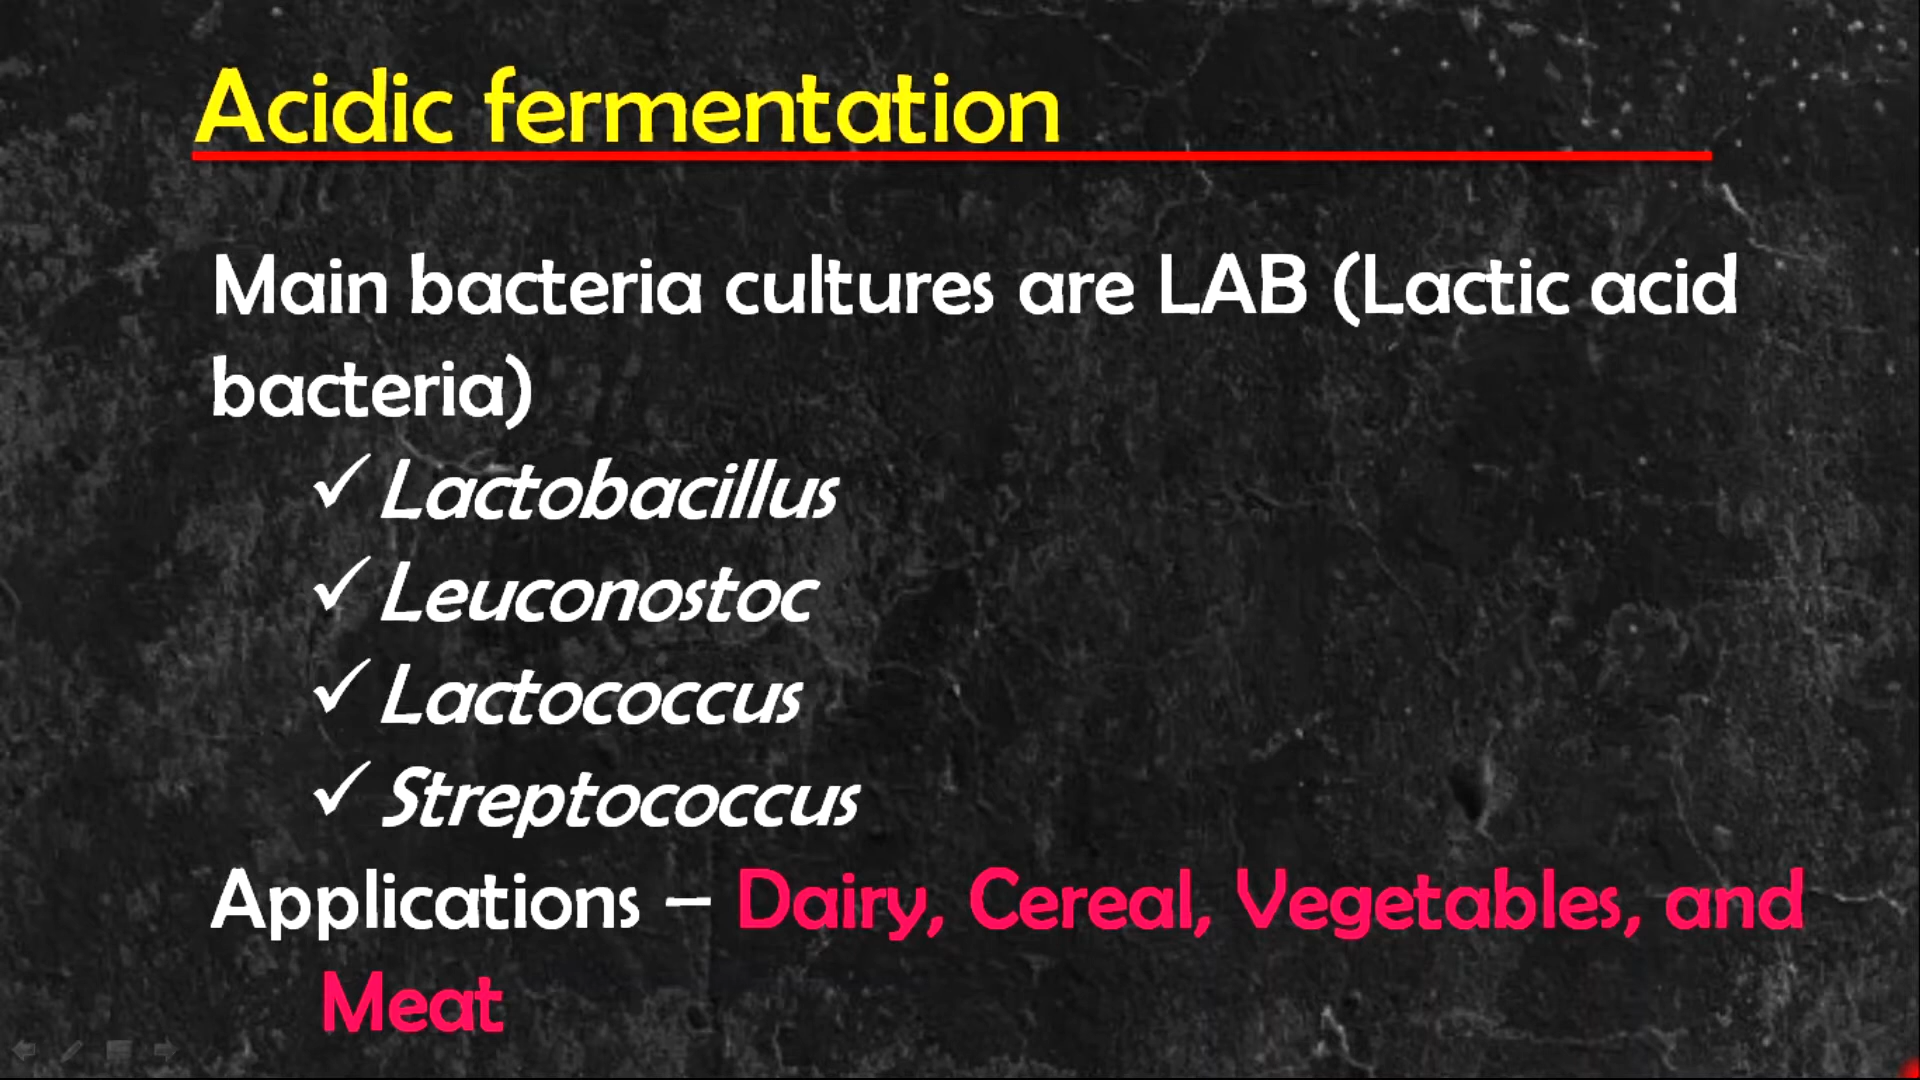 Acidic fermentation
Main bacteria cultures are LAB (Lactic acid
bacteria)
✓ Lactobacillus
✓ Leuconostoc
✓ Lactococcus
✓ Streptococcus
Applications – Dairy, Cereal, Vegetables, and
Meat